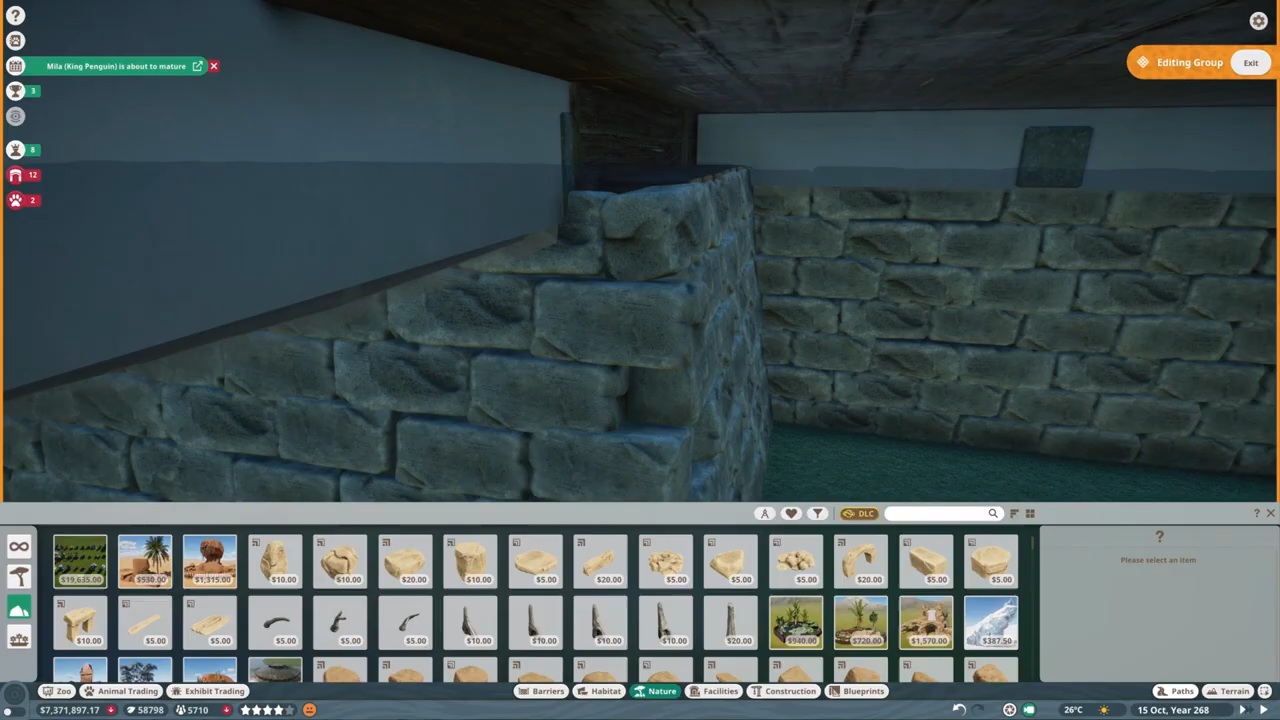 ?
Mila (King Penguin) is about to mature
3
8
12
2
Editing Group
Exit
DLC
?
$19,635.00
$530.00
$1,315.00
$10.00
$10.00
$20.00
$10.00
$5.00
$20.00
$5.00
$5.00
$5.00
$20.00
$5.00
$5.00
?
Please select an item
$10.00
$5.00
$5.00
$5.00
$5.00
$5.00
$10.00
$10.00
$10.00
$10.00
$20.00
$940.00
$720.00
$1,570.00
$387.50
Zoo
Animal Trading
Exhibit Trading
Barriers
Habitat
Nature
Facilities
Construction
Blueprints
Paths
Terrain
$7,371,897.17
58798
5710
26°C
15 Oct, Year 268